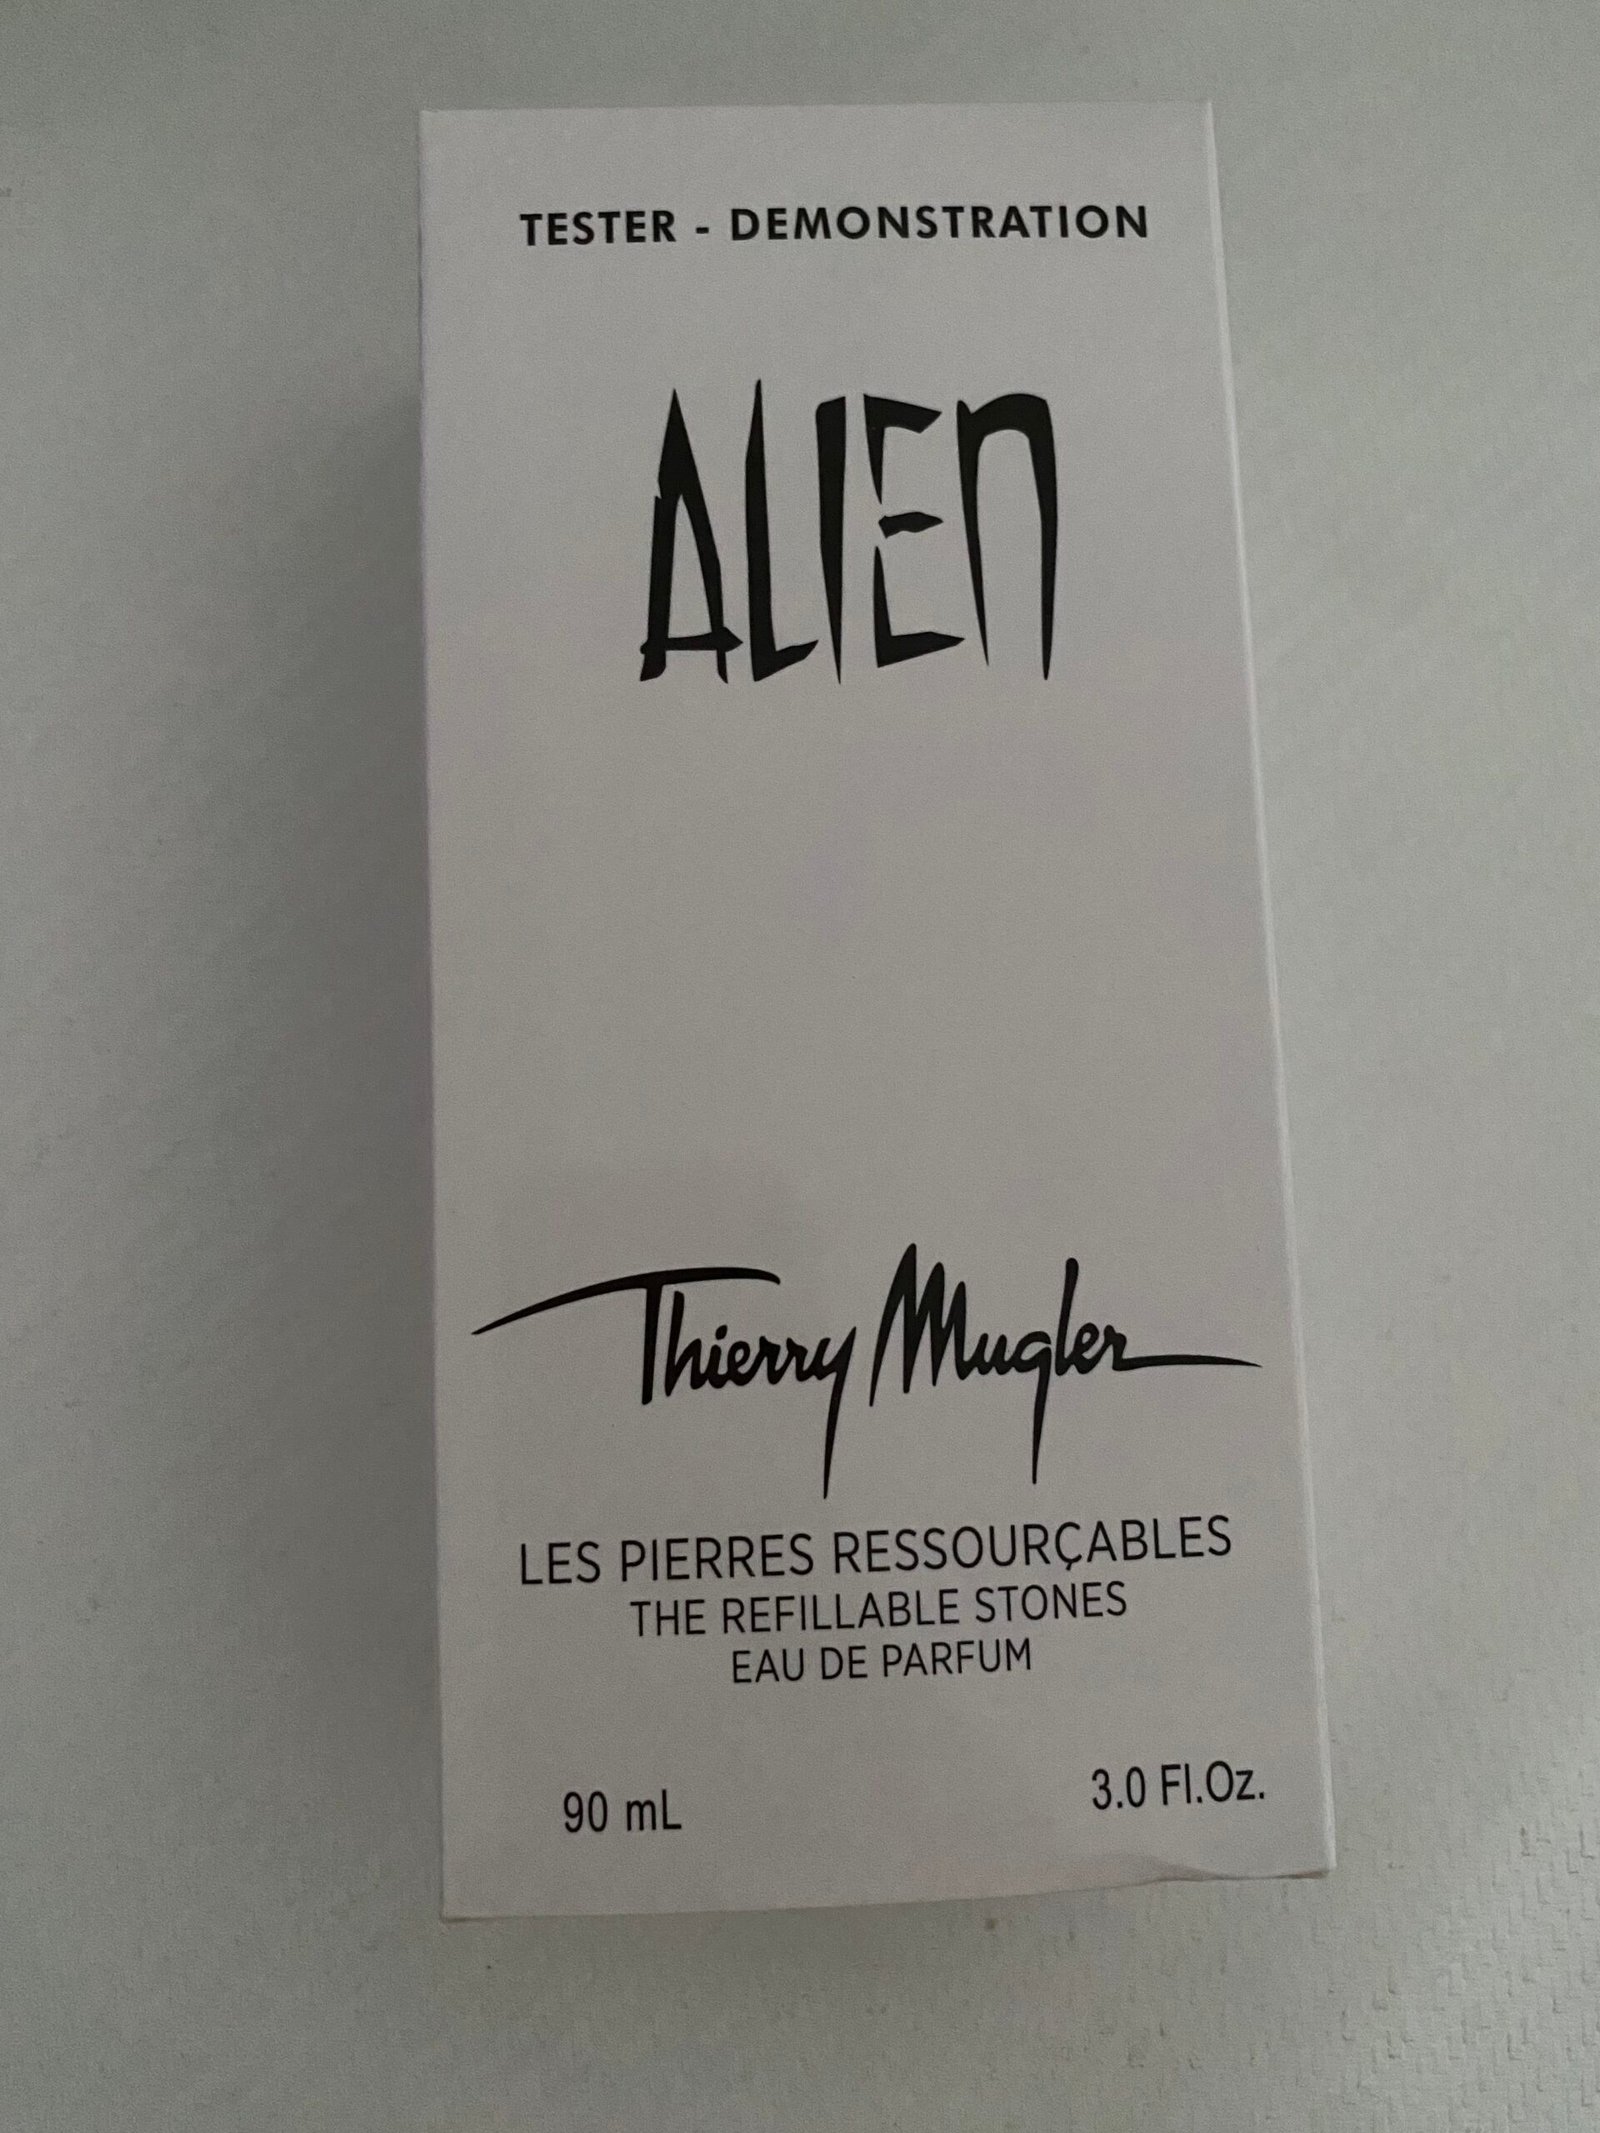 TESTER - DEMONSTRATION
ALIEn
Thierry Mugler
LES PIERRES RESSOURÇABLES
THE REFILLABLE STONES
EAU DE PARFUM
90 mL 3.0 Fl.Oz.